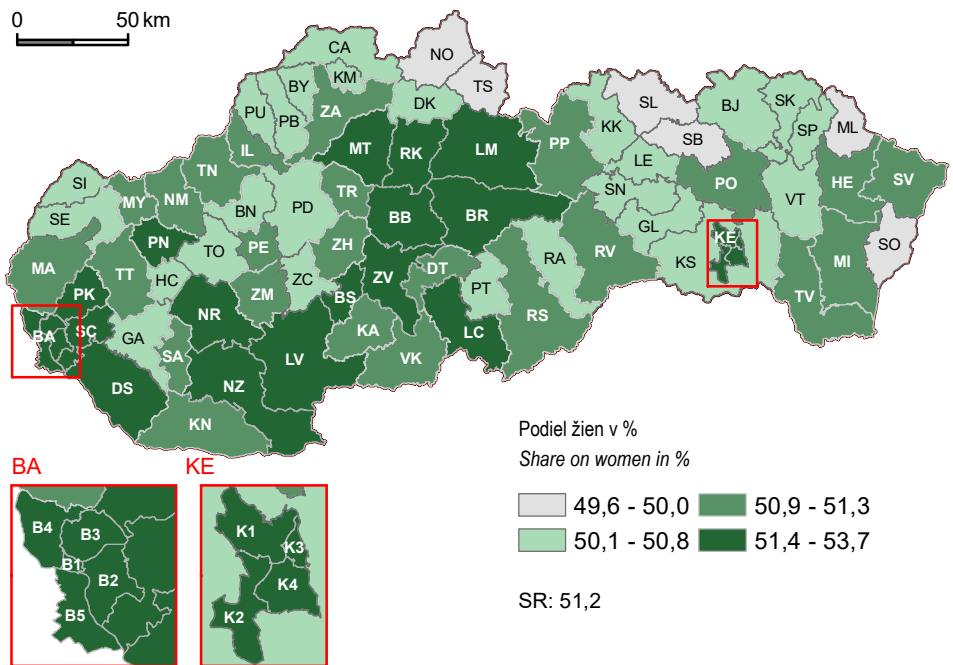 0 50 km
CA
NO
KM
TS
BY
DK
PU
PB
ZA
SL
BJ
SK
KK
SP
ML
IL
MT
RK
LM
PP
SB
TN
LE
SI
TR
PO
HE
SV
MY
NM
BN
PD
SN
VT
SE
BB
BR
GL
KE
PN
TO
PE
ZH
RV
SO
MA
TT
HC
ZC
ZV
DT
RA
KS
MI
PK
ZM
BS
PT
TV
NR
KA
RS
BA
SC
GA
SA
LV
VK
LC
DS
NZ
KN
Podiel žien v %
Share on women in %
49,6 - 50,0
50,9 - 51,3
50,1 - 50,8
51,4 - 53,7
SR: 51,2
BA
B4
B3
B1
B2
B5
KE
K1
K3
K4
K2